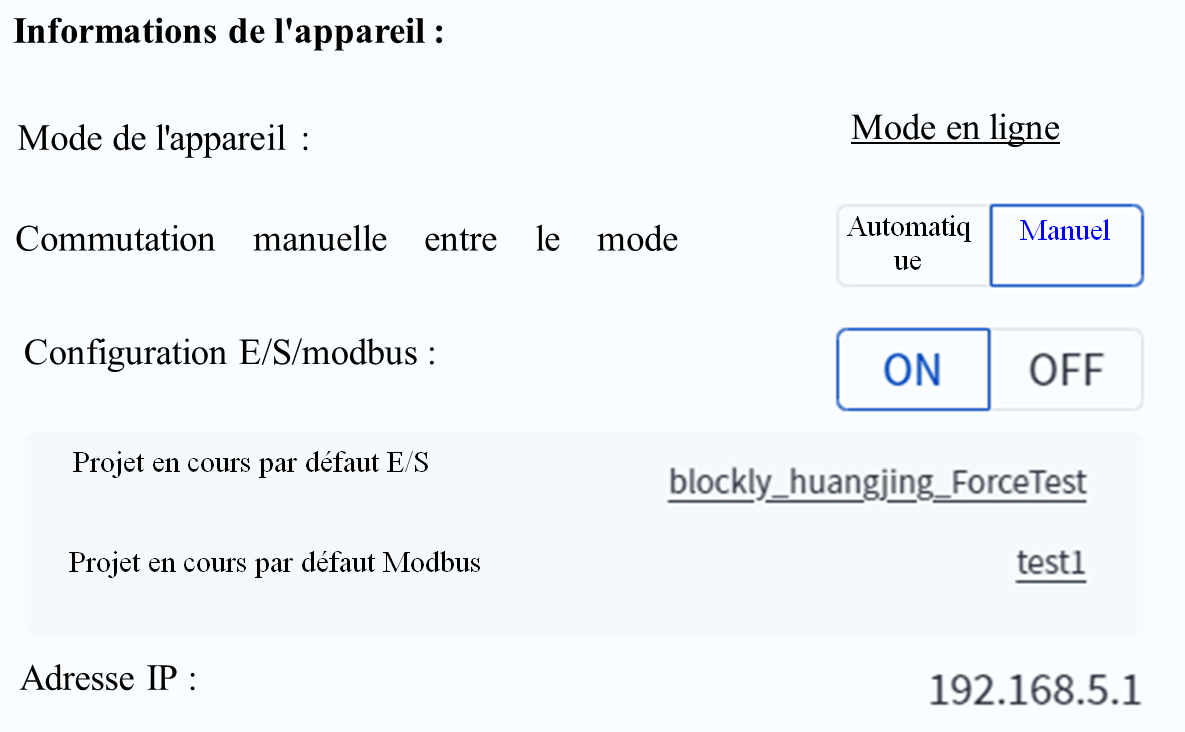 Informations de l'appareil :
Mode de l'appareil :
Mode en ligne
Commutation manuelle entre le mode
Automatiq
ue
Manuel
Configuration E/S/modbus :
ON
OFF
Projet en cours par défaut E/S
blockly_huangjing_ForceTest
Projet en cours par défaut Modbus
test1
Adresse IP :
192.168.5.1